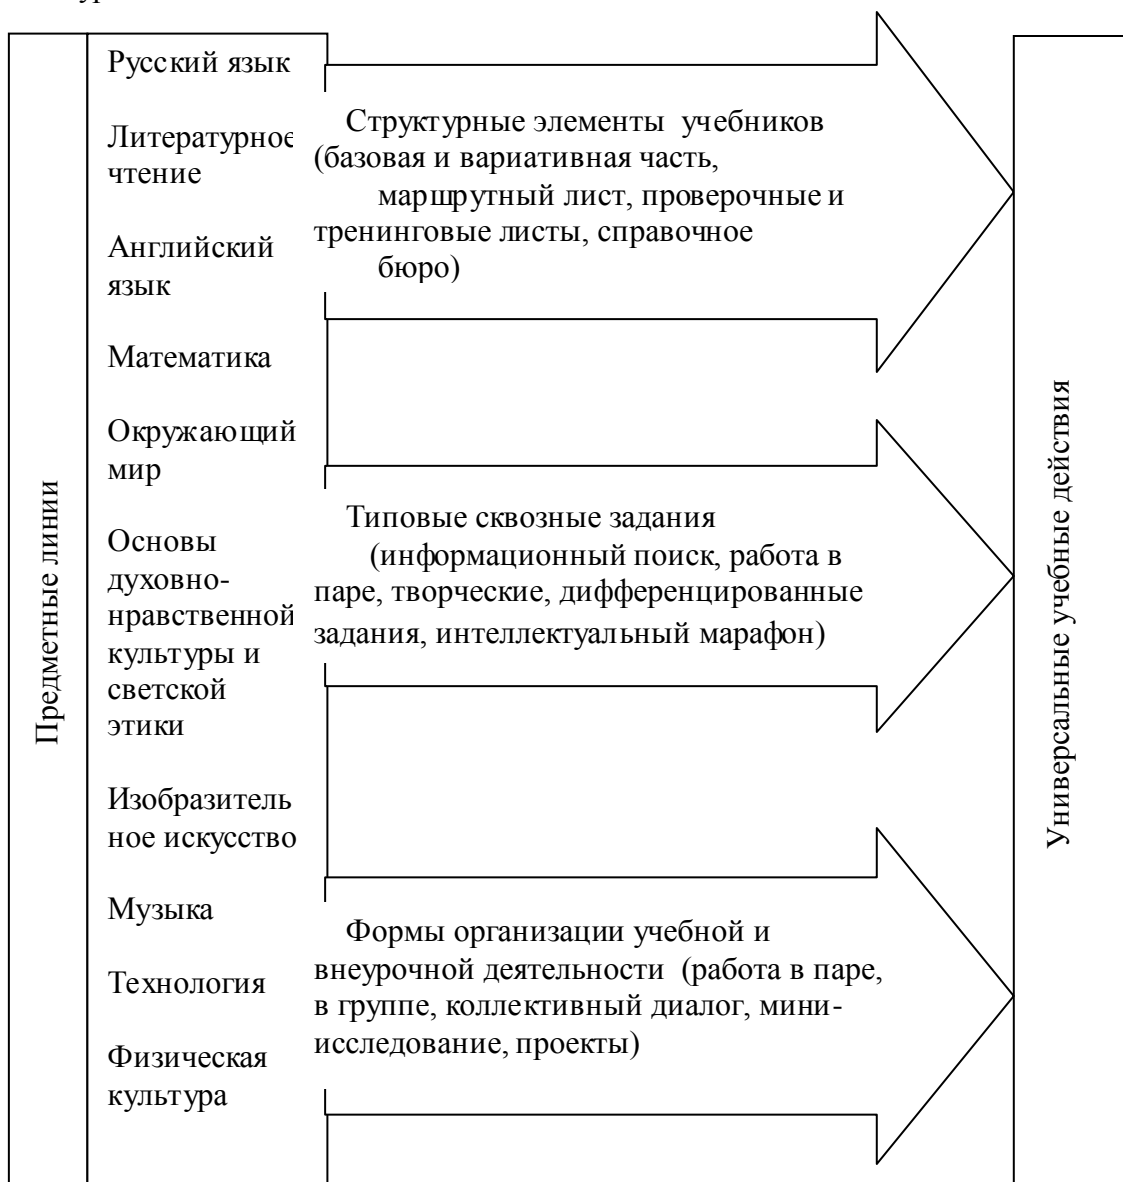 Предметные линии
Русский язык
Литературное
чтение
Английский
язык
Математика
Окружающий
мир
Основы
духовно-
нравственной
культуры и
светской
этики
Изобразитель
ное искусство
Музыка
Технология
Физическая
культура
Структурные элементы учебников
(базовая и вариативная часть,
маршрутный лист, проверочные и
тренинговые листы, справочное
бюро)
Типовые сквозные задания
(информационный поиск, работа в
паре, творческие, дифференцированные
задания, интеллектуальный марафон)
Формы организации учебной и
внеурочной деятельности (работа в паре,
в группе, коллективный диалог, мини-
исследование, проекты)
Универсальные учебные действия